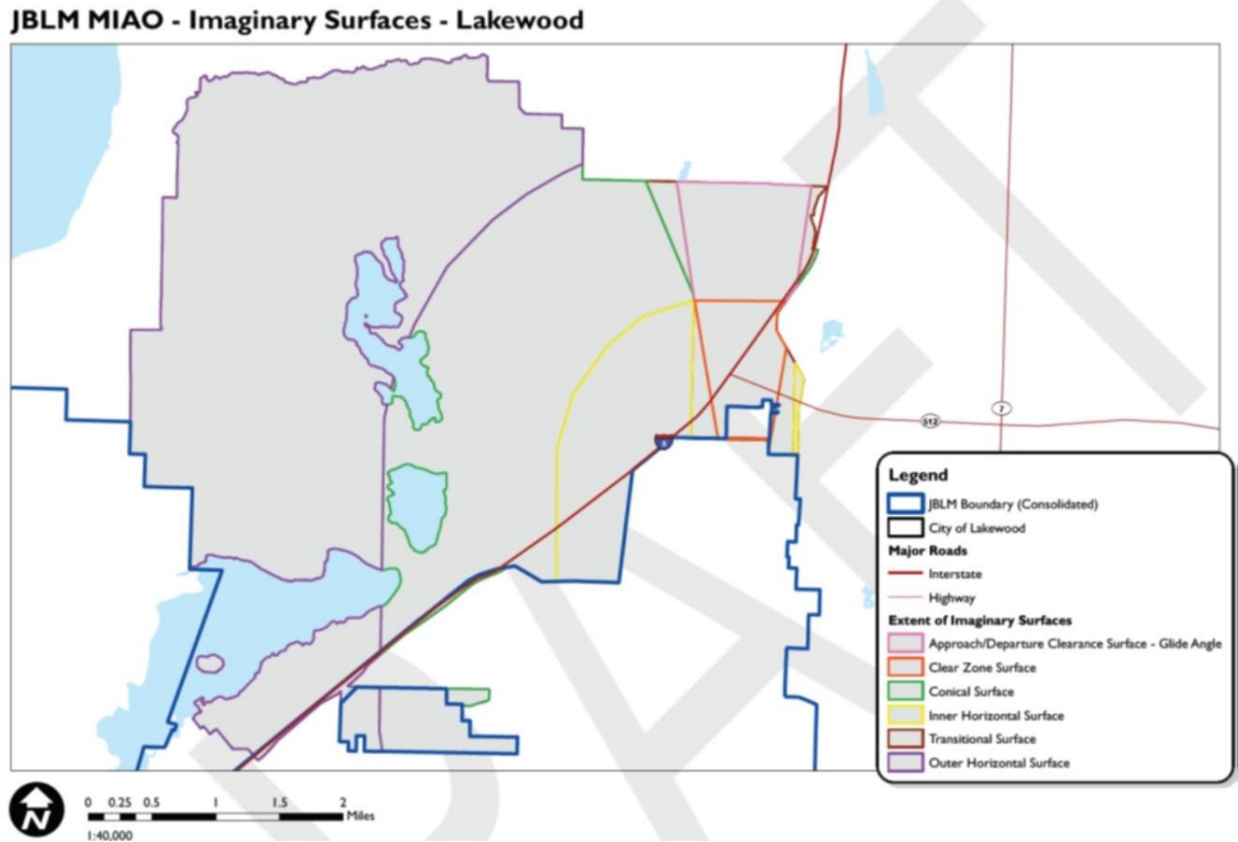 JBLM MIAO - Imaginary Surfaces - Lakewood
512
7
5
Legend
JBLM Boundary (Consolidated)
City of Lakewood
Major Roads
Interstate
Highway
Extent of Imaginary Surfaces
Approach/Departure Clearance Surface - Glide Angle
Clear Zone Surface
Conical Surface
Inner Horizontal Surface
Transitional Surface
Outer Horizontal Surface
N
0 0.25 0.5 1 1.5 2
Miles
1:40,000
DRAFT